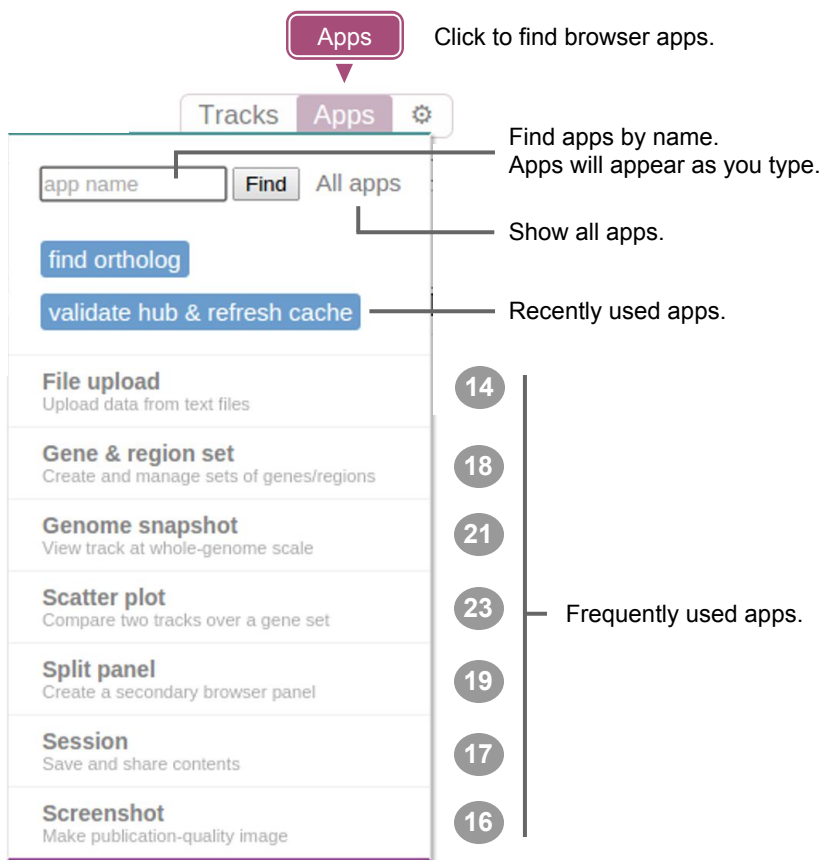 Apps
Click to find browser apps.
Tracks Apps
Find apps by name.
Apps will appear as you type.
app name Find All apps
Show all apps.
find ortholog
validate hub & refresh cache
Recently used apps.
File upload
Upload data from text files
14
Gene & region set
Create and manage sets of genes/regions
18
Genome snapshot
View track at whole-genome scale
21
Scatter plot
Compare two tracks over a gene set
23
Frequently used apps.
Split panel
Create a secondary browser panel
19
Session
Save and share contents
17
Screenshot
Make publication-quality image
16